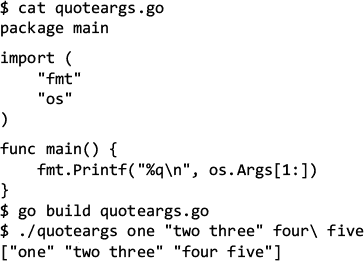 $ cat quoteargs.go
package main
import (
    "fmt"
    "os"
)
func main() {
    fmt.Printf("%q\n", os.Args[1:])
}
$ go build quoteargs.go
$ ./quoteargs one "two three" four\ five
["one" "two three" "four five"]